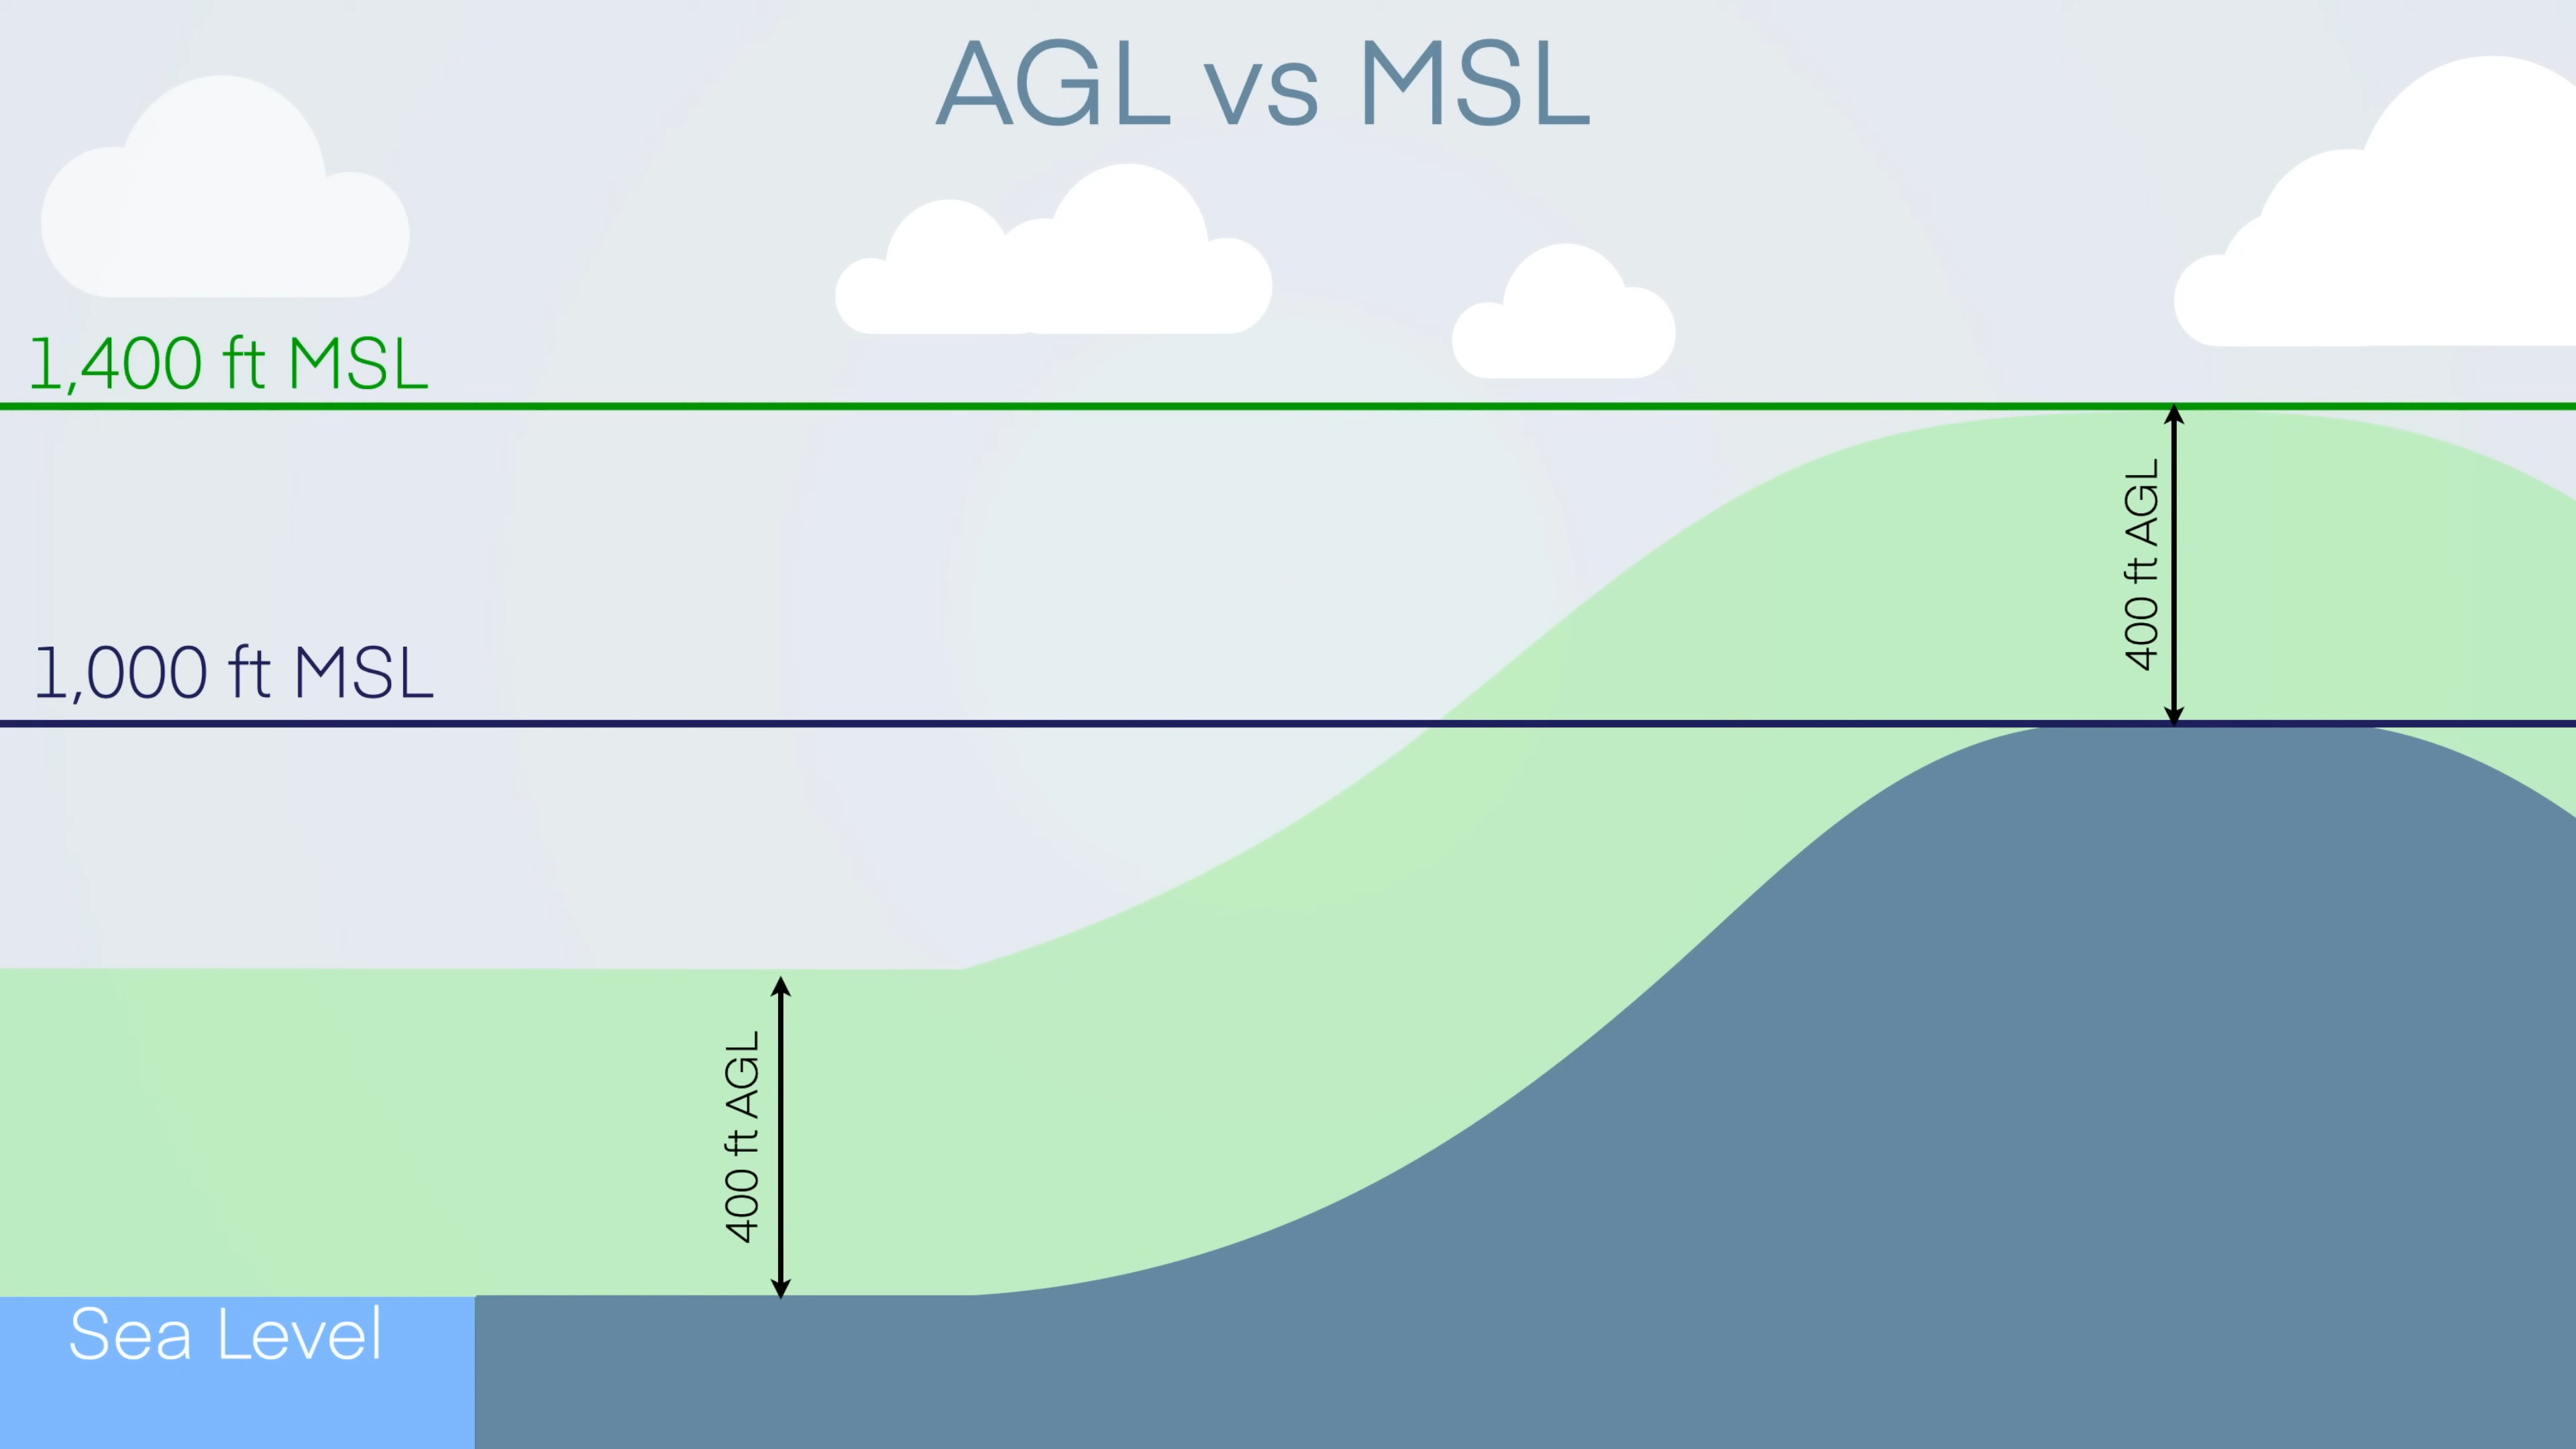 AGL vs MSL
1,400 ft MSL
400 ft AGL
1,000 ft MSL
400 ft AGL
Sea Level